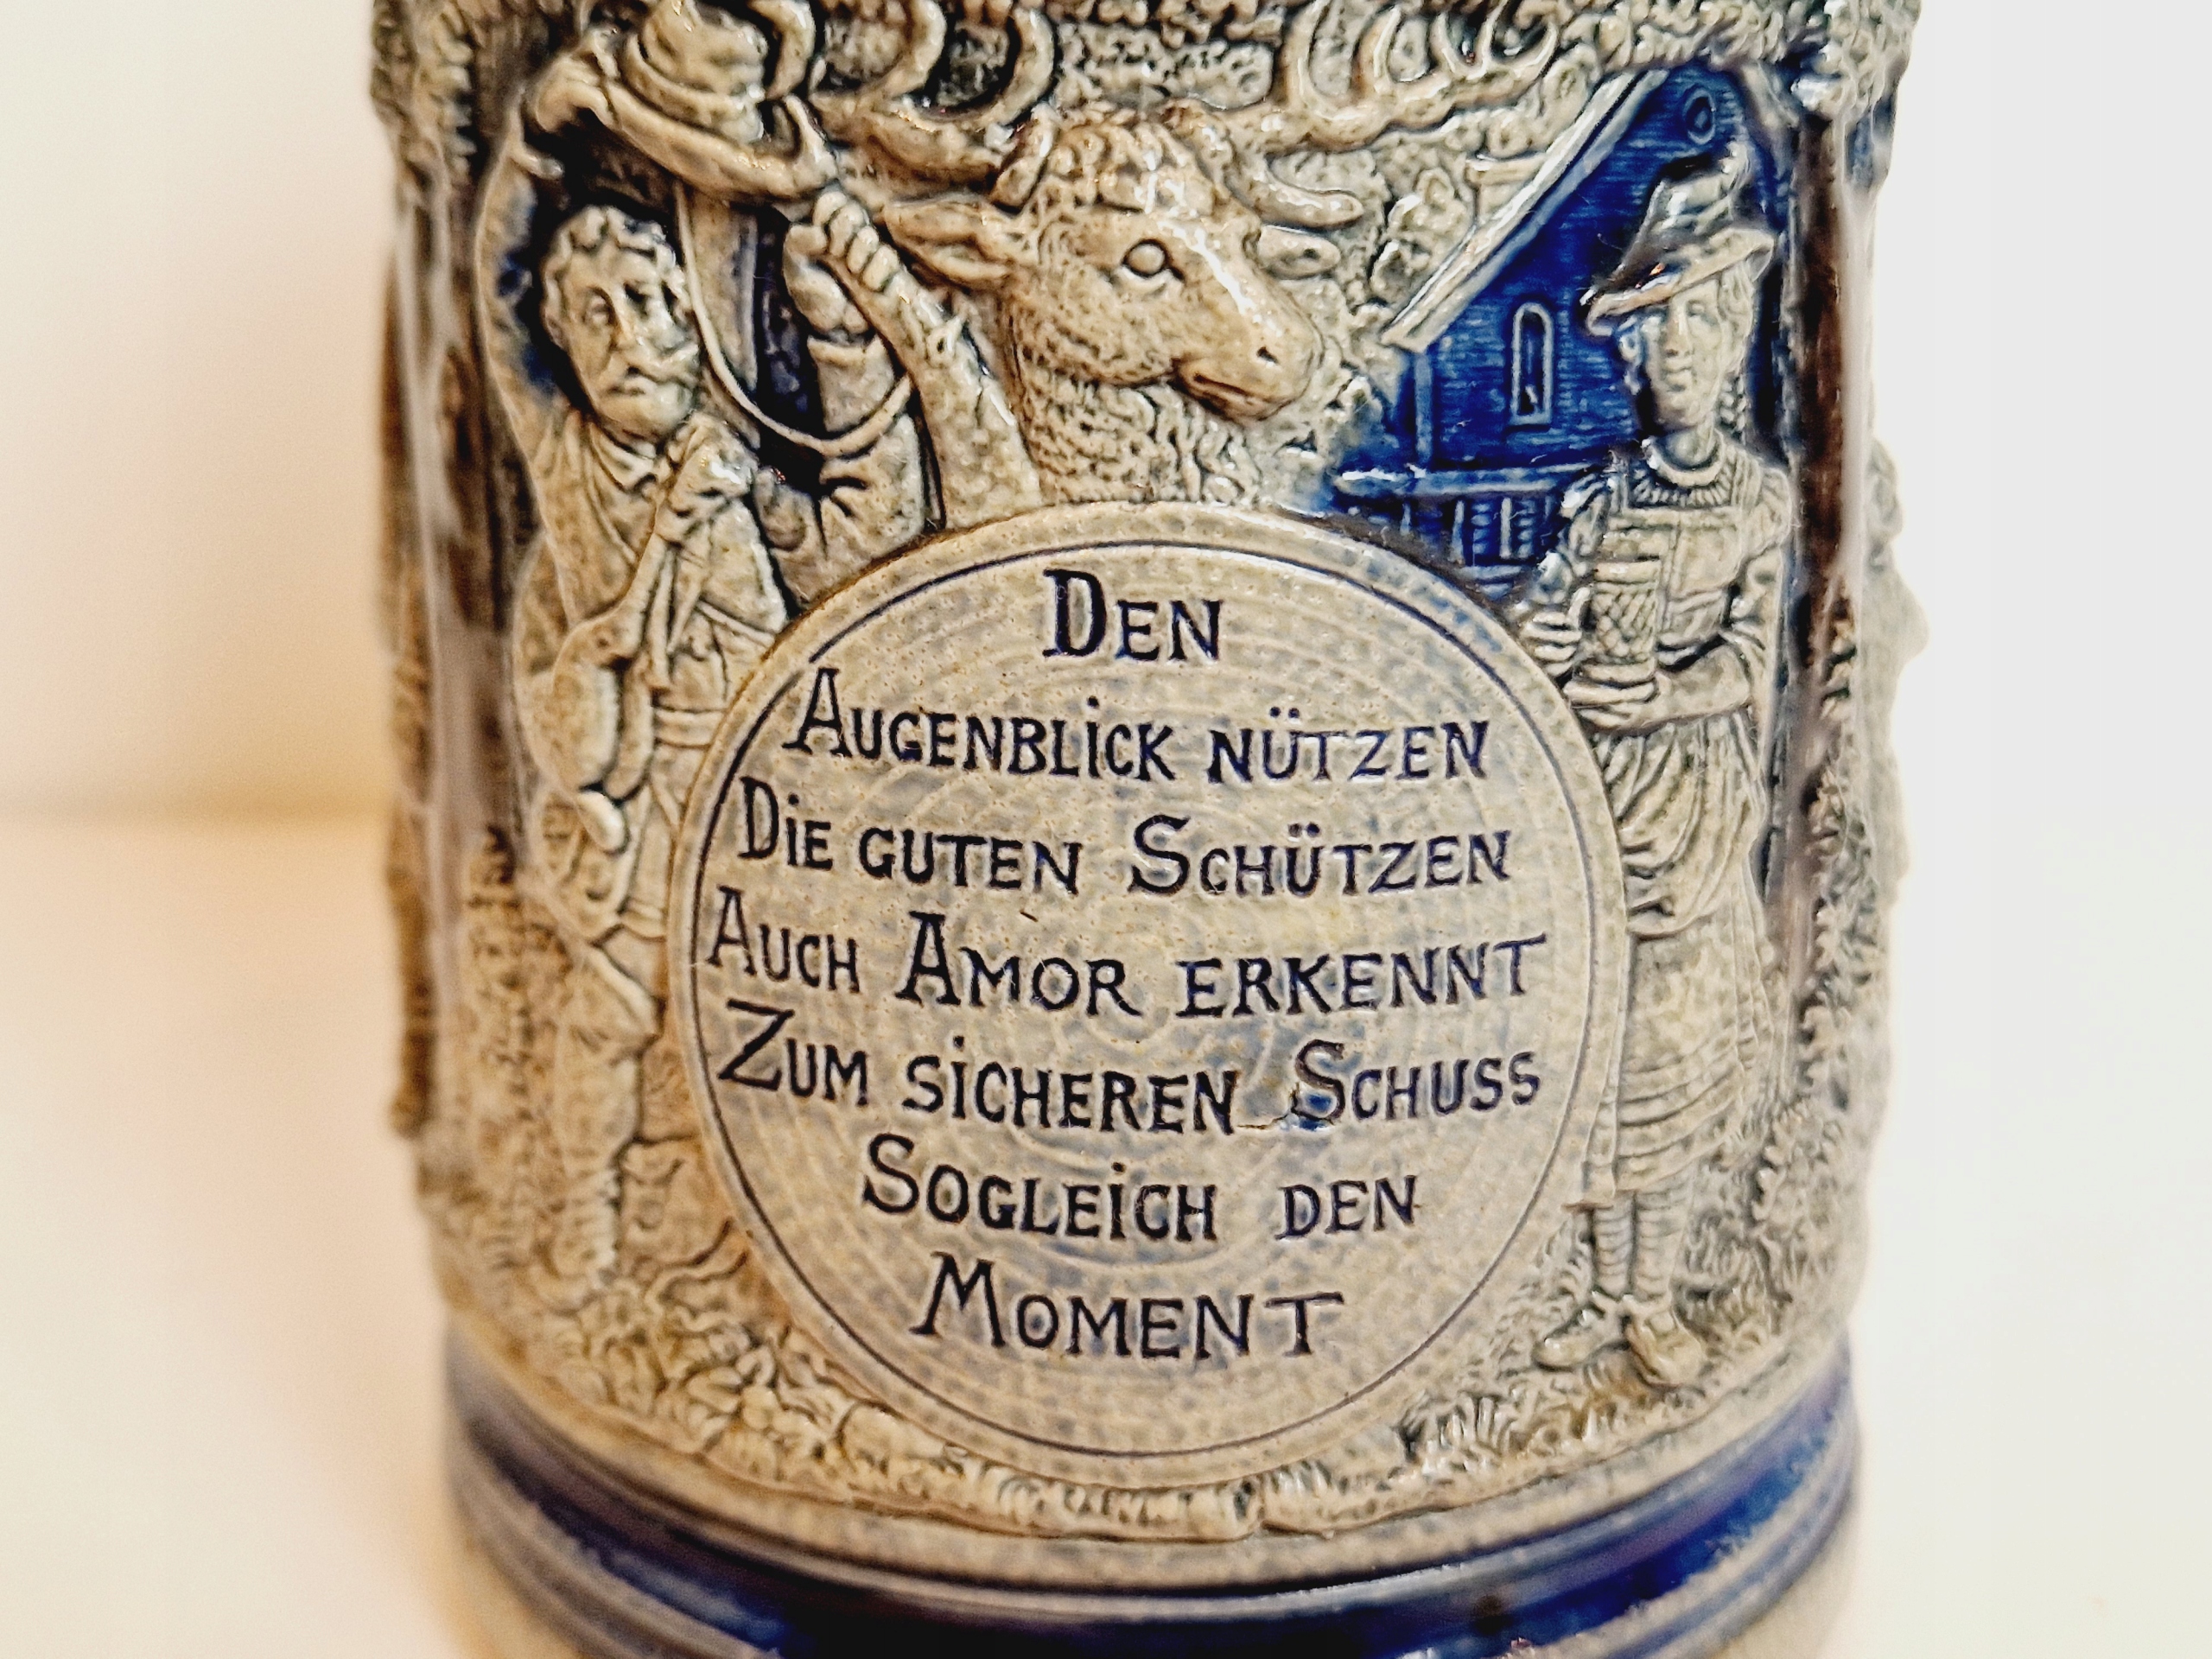 DEN
AUGENBLiCK NÜTZEN
DiE GUTEN SCHÜTZEN
AUCH AMOR ERKENNT
ZUM SiCHEREN SCHUSS
SOGLEiCH DEN
MOMENT